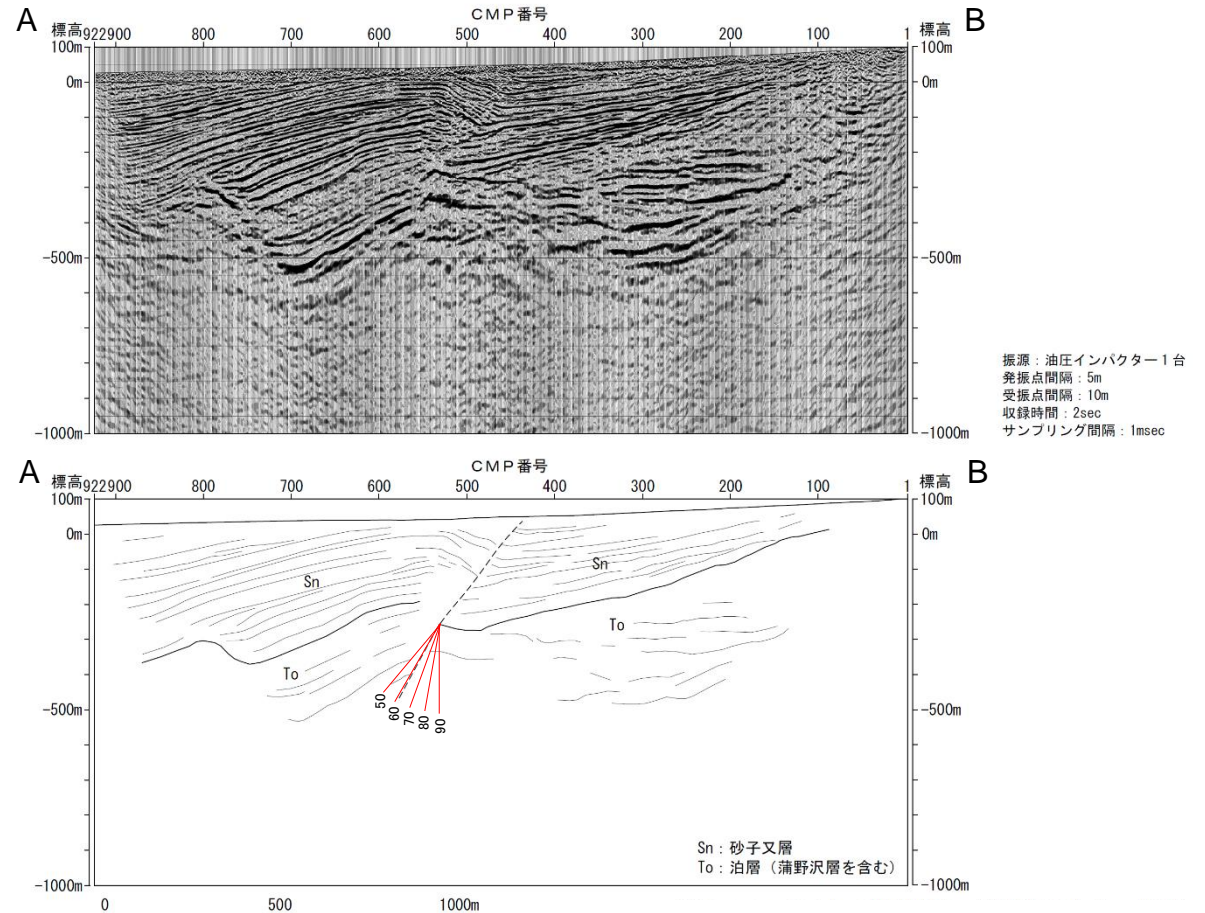 A
B
CMP番号
標高
922 900 800 700 600 500 400 300 200 100 1
標高
100m
0m
-500m
-1000m
100m
0m
-500m
-1000m
振源：油圧インパクター１台
発振点間隔：5m
受振点間隔：10m
収録時間：2sec
サンプリング間隔：1msec
A
B
CMP番号
標高
922 900 800 700 600 500 400 300 200 100 1
標高
100m
0m
-500m
-1000m
100m
0m
-500m
-1000m
Sn
Sn
To
To
50
60
70
80
90
Sn：砂子又層
To：泊層（蒲野沢層を含む）
0 500 1000m